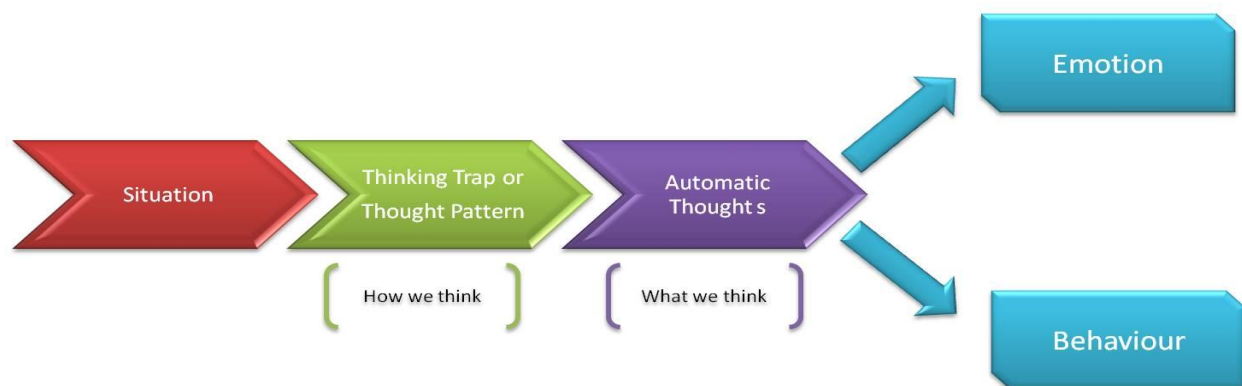 Situation
Thinking Trap or
Thought Pattern
Automatic
Thought s
Emotion
How we think
What we think
Behaviour